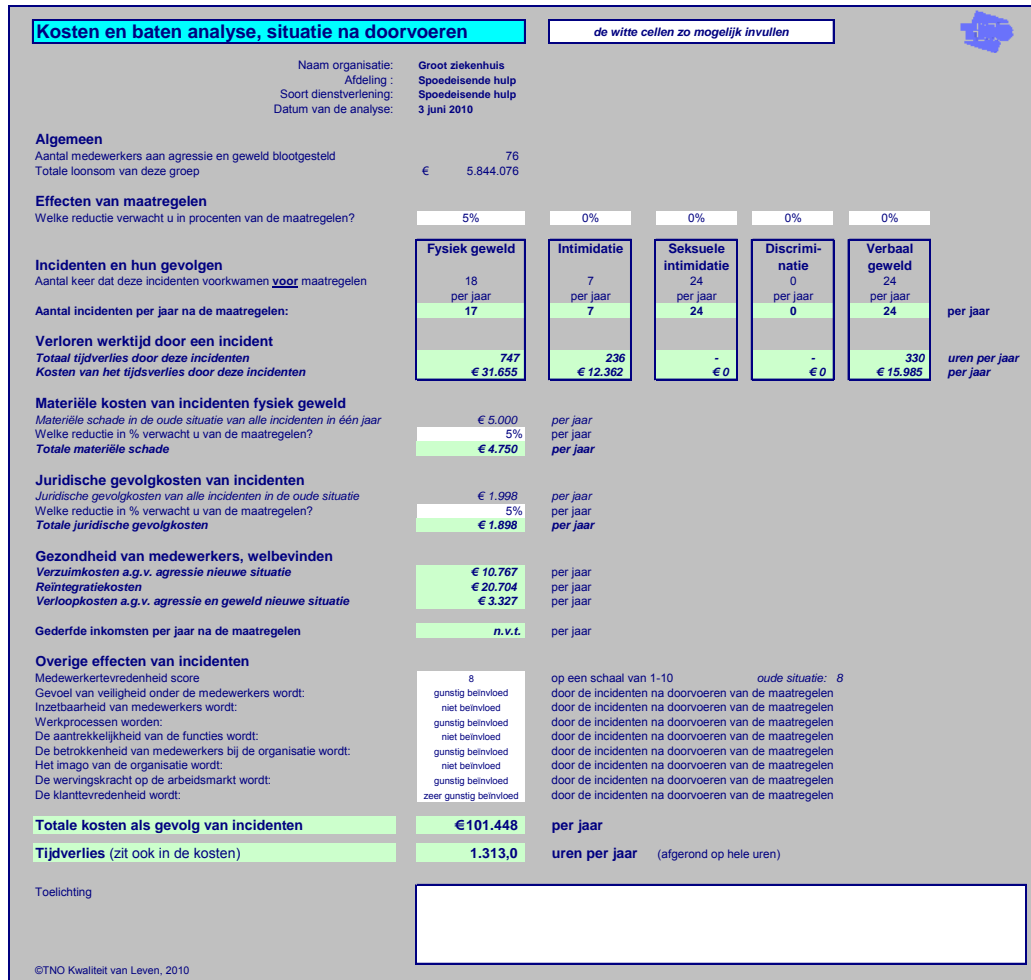 Kosten en baten analyse, situatie na doorvoeren
de witte cellen zo mogelijk invullen
tno
Naam organisatie: Groot ziekenhuis
Afdeling : Spoedeisende hulp
Soort dienstverlening: Spoedeisende hulp
Datum van de analyse: 3 juni 2010
Algemeen
Aantal medewerkers aan agressie en geweld blootgesteld 76
Totale loonsom van deze groep € 5.844.076
Effecten van maatregelen
Welke reductie verwacht u in procenten van de maatregelen? 5% 0% 0% 0% 0%
Fysiek geweld Intimidatie Seksuele Discrimi- Verbaal
Incidenten en hun gevolgen intimidatie natie geweld
Aantal keer dat deze incidenten voorkwamen voor maatregelen 18 7 24 0 24
per jaar per jaar per jaar per jaar per jaar
Aantal incidenten per jaar na de maatregelen: 17 7 24 0 24 per jaar
Verloren werktijd door een incident
Totaal tijdverlies door deze incidenten 747 236 - - 330 uren per jaar
Kosten van het tijdsverlies door deze incidenten € 31.655 € 12.362 € 0 € 0 € 15.985 per jaar
Materiële kosten van incidenten fysiek geweld
Materiële schade in de oude situatie van alle incidenten in één jaar € 5.000 per jaar
Welke reductie in % verwacht u van de maatregelen? 5% per jaar
Totale materiële schade € 4.750 per jaar
Juridische gevolgkosten van incidenten
Juridische gevolgkosten van alle incidenten in de oude situatie € 1.998 per jaar
Welke reductie in % verwacht u van de maatregelen? 5% per jaar
Totale juridische gevolgkosten € 1.898 per jaar
Gezondheid van medewerkers, welbevinden
Verzuimkosten a.g.v. agressie nieuwe situatie € 10.767 per jaar
Reïntegratiekosten € 20.704 per jaar
Verloopkosten a.g.v. agressie en geweld nieuwe situatie € 3.327 per jaar
Gederfde inkomsten per jaar na de maatregelen n.v.t. per jaar
Overige effecten van incidenten
Medewerkertevredenheid score 8 op een schaal van 1-10 oude situatie: 8
Gevoel van veiligheid onder de medewerkers wordt: gunstig beïnvloed door de incidenten na doorvoeren van de maatregelen
Inzetbaarheid van medewerkers wordt: niet beïnvloed door de incidenten na doorvoeren van de maatregelen
Werkprocessen worden: gunstig beïnvloed door de incidenten na doorvoeren van de maatregelen
De aantrekkelijkheid van de functies wordt: niet beïnvloed door de incidenten na doorvoeren van de maatregelen
De betrokkenheid van medewerkers bij de organisatie wordt: gunstig beïnvloed door de incidenten na doorvoeren van de maatregelen
Het imago van de organisatie wordt: niet beïnvloed door de incidenten na doorvoeren van de maatregelen
De wervingskracht op de arbeidsmarkt wordt: gunstig beïnvloed door de incidenten na doorvoeren van de maatregelen
De klanttevredenheid wordt: zeer gunstig beïnvloed door de incidenten na doorvoeren van de maatregelen
Totale kosten als gevolg van incidenten €101.448 per jaar
Tijdverlies (zit ook in de kosten) 1.313,0 uren per jaar (afgerond op hele uren)
Toelichting
©TNO Kwaliteit van Leven, 2010